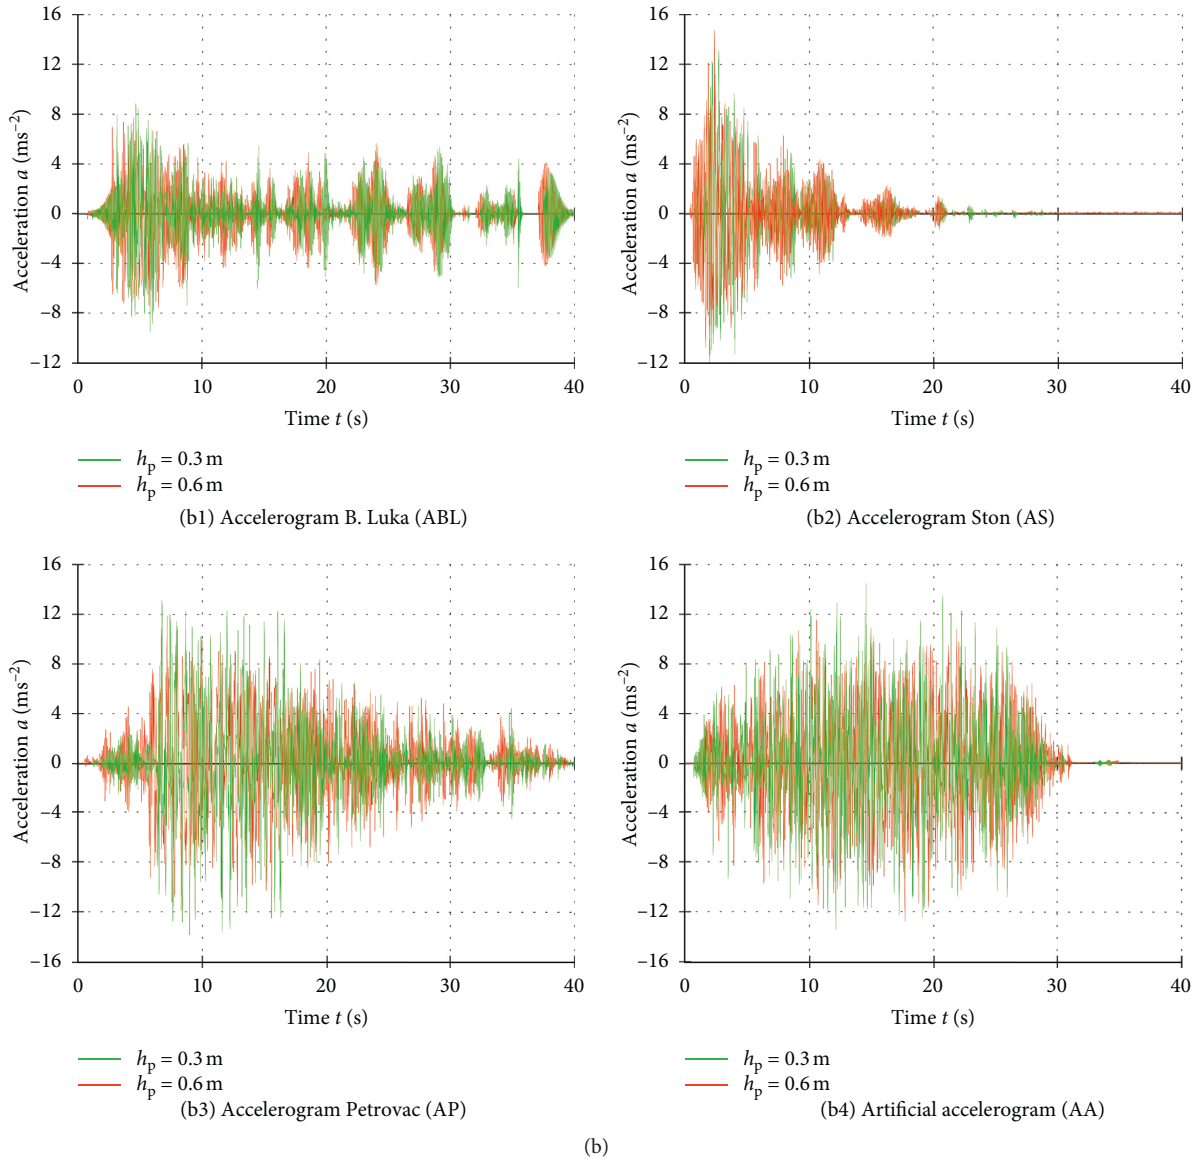 16
12
8
4
0
−4
−8
−12
Acceleration a (ms⁻²)
0 10 20 30 40
Time t (s)
hₚ = 0.3 m
hₚ = 0.6 m
(b1) Accelerogram B. Luka (ABL)
16
12
8
4
0
−4
−8
−12
Acceleration a (ms⁻²)
0 10 20 30 40
Time t (s)
hₚ = 0.3 m
hₚ = 0.6 m
(b2) Accelerogram Ston (AS)
16
12
8
4
0
−4
−8
−12
−16
Acceleration a (ms⁻²)
0 10 20 30 40
Time t (s)
hₚ = 0.3 m
hₚ = 0.6 m
(b3) Accelerogram Petrovac (AP)
16
12
8
4
0
−4
−8
−12
−16
Acceleration a (ms⁻²)
0 10 20 30 40
Time t (s)
hₚ = 0.3 m
hₚ = 0.6 m
(b4) Artificial accelerogram (AA)
(b)